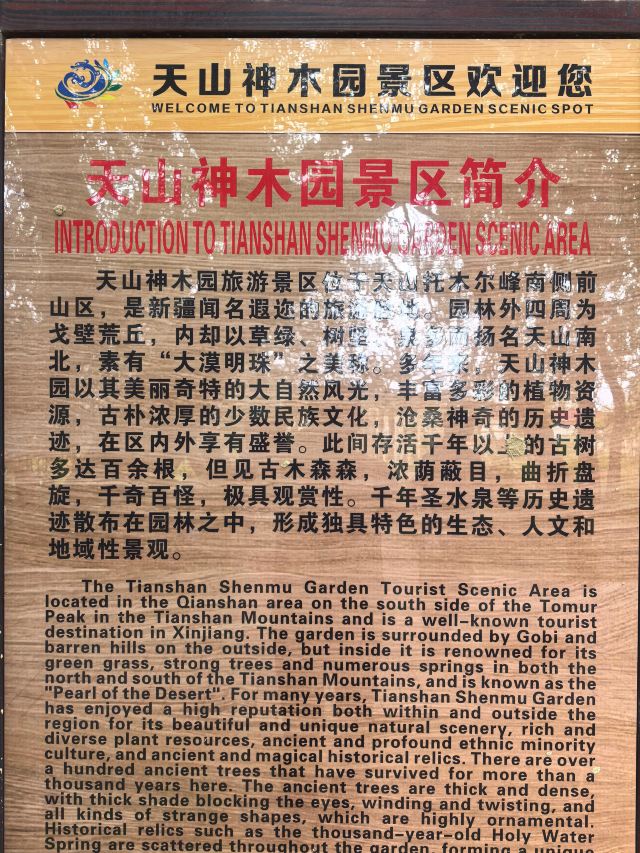 天山神木园景区欢迎您
WELCOME TO TIANSHAN SHENMU GARDEN SCENIC SPOT
天山神木园景区简介
INTRODUCTION TO TIANSHAN SHENMU GARDEN SCENIC AREA
天山神木园旅游景区位于天山托木尔峰南侧前
山区，是新疆闻名遐迩的旅游。园林外四周为
戈壁荒丘，内却以草绿、树而扬名天山南
北，素有“大漠明珠”之美称。多年来，天山神木
园以其美丽奇特的大自然风光，丰富多彩的植物资
源，古朴浓厚的少数民族文化，沧桑神奇的历史遗
迹，在区内外享有盛誉。此间存活千年以上的古树
多达百余根，但见古木森森，浓荫蔽目，曲折盘
旋，千奇百怪，极具观赏性。千年圣水泉等历史遗
迹散布在园林之中，形成独具特色的生态、人文和
地域性景观。
The Tianshan Shenmu Garden Tourist Scenic Area is
located in the Qianshan area on the south side of the Tomur
Peak in the Tianshan Mountains and is a well-known tourist
destination in Xinjiang. The garden is surrounded by Gobi and
barren hills on the outside, but inside it is renowned for its
green grass, strong trees and numerous springs in both the
north and south of the Tianshan Mountains, and is known as the
"Pearl of the Desert". For many years, Tianshan Shenmu Garden
has enjoyed a high reputation both within and outside the
region for its beautiful and unique natural scenery, rich and
diverse plant resources, ancient and profound ethnic minority
culture, and ancient and magical historical relics. There are over
a hundred ancient trees that have survived for more than a
thousand years here. The ancient trees are thick and dense,
with thick shade blocking the eyes, winding and twisting, and
all kinds of strange shapes, which are highly ornamental.
Historical relics such as the thousand-year-old Holy Water
Spring are scattered throughout the garden, forming a unique